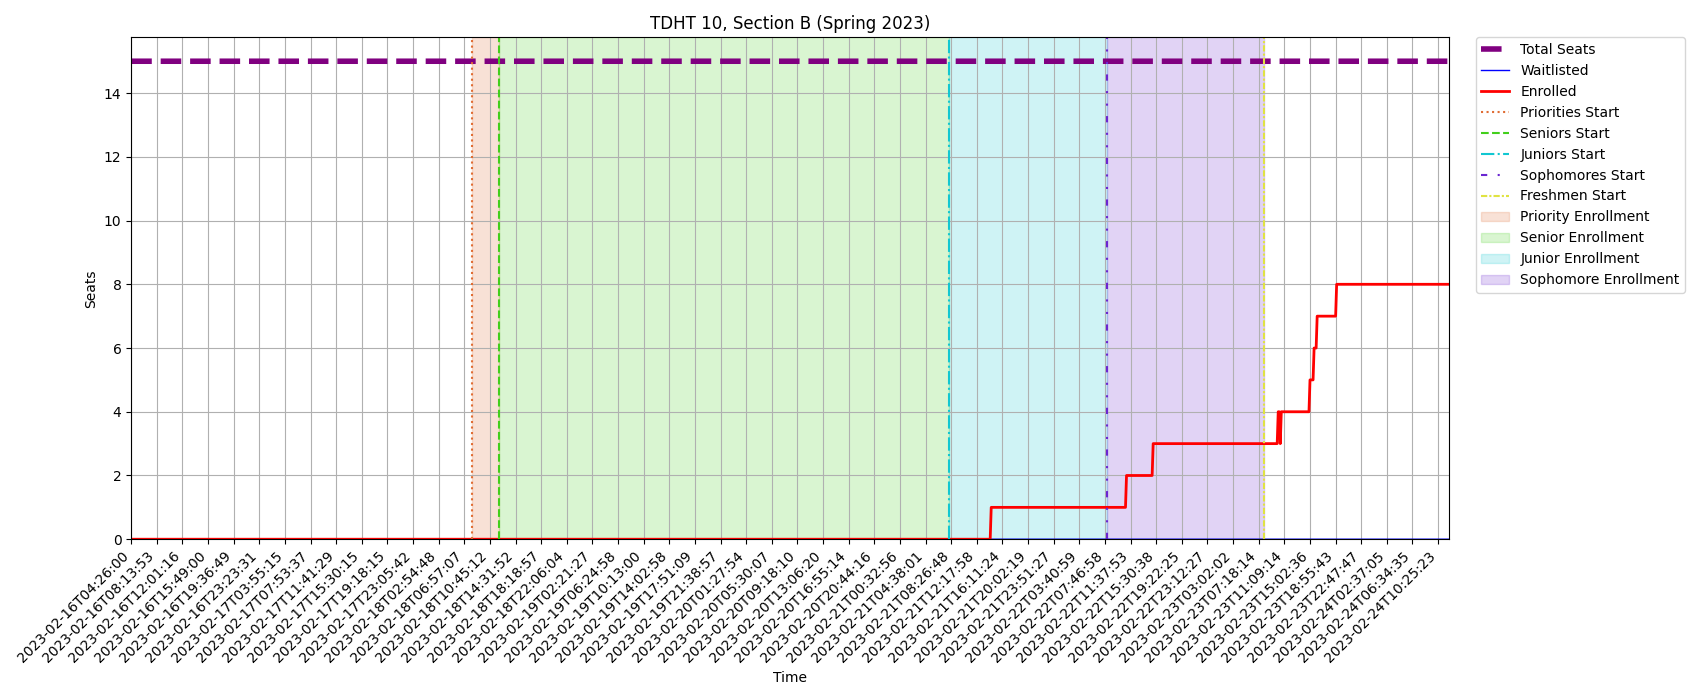 TDHT 10, Section B (Spring 2023)
Seats
14
12
10
8
6
4
2
0
2023-02-16T04:26:00
2023-02-16T08:13:53
2023-02-16T12:01:16
2023-02-16T15:49:00
2023-02-16T19:36:49
2023-02-16T23:23:31
2023-02-17T03:55:15
2023-02-17T07:53:37
2023-02-17T11:41:29
2023-02-17T15:30:15
2023-02-17T19:18:15
2023-02-17T23:05:42
2023-02-18T02:54:48
2023-02-18T06:57:07
2023-02-18T10:45:12
2023-02-18T14:31:52
2023-02-18T18:18:57
2023-02-18T22:06:04
2023-02-19T02:21:27
2023-02-19T06:24:58
2023-02-19T10:13:00
2023-02-19T14:02:58
2023-02-19T17:51:09
2023-02-19T21:38:57
2023-02-20T01:27:54
2023-02-20T05:30:07
2023-02-20T09:18:10
2023-02-20T13:06:20
2023-02-20T16:55:14
2023-02-20T20:44:16
2023-02-21T00:32:56
2023-02-21T04:38:01
2023-02-21T08:26:48
2023-02-21T12:17:58
2023-02-21T16:11:24
2023-02-21T20:02:19
2023-02-21T23:51:27
2023-02-22T03:40:59
2023-02-22T07:46:58
2023-02-22T11:37:53
2023-02-22T15:30:38
2023-02-22T19:22:25
2023-02-22T23:12:27
2023-02-23T03:02:02
2023-02-23T07:18:14
2023-02-23T11:09:14
2023-02-23T15:02:36
2023-02-23T18:55:43
2023-02-23T22:47:47
2023-02-24T02:37:05
2023-02-24T06:34:35
2023-02-24T10:25:23
Time
Total Seats
Waitlisted
Enrolled
Priorities Start
Seniors Start
Juniors Start
Sophomores Start
Freshmen Start
Priority Enrollment
Senior Enrollment
Junior Enrollment
Sophomore Enrollment